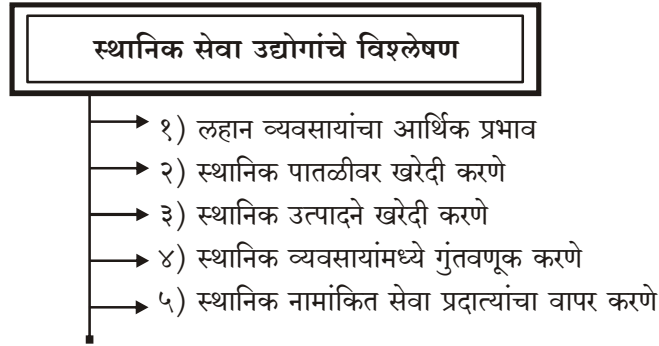 स्थानिक सेवा उद्योगांचे विश्लेषण
१) लहान व्यवसायांचा आर्थिक प्रभाव
२) स्थानिक पातळीवर खरेदी करणे
३) स्थानिक उत्पादने खरेदी करणे
४) स्थानिक व्यवसायांमध्ये गुंतवणूक करणे
५) स्थानिक नामांकित सेवा प्रदात्यांचा वापर करणे